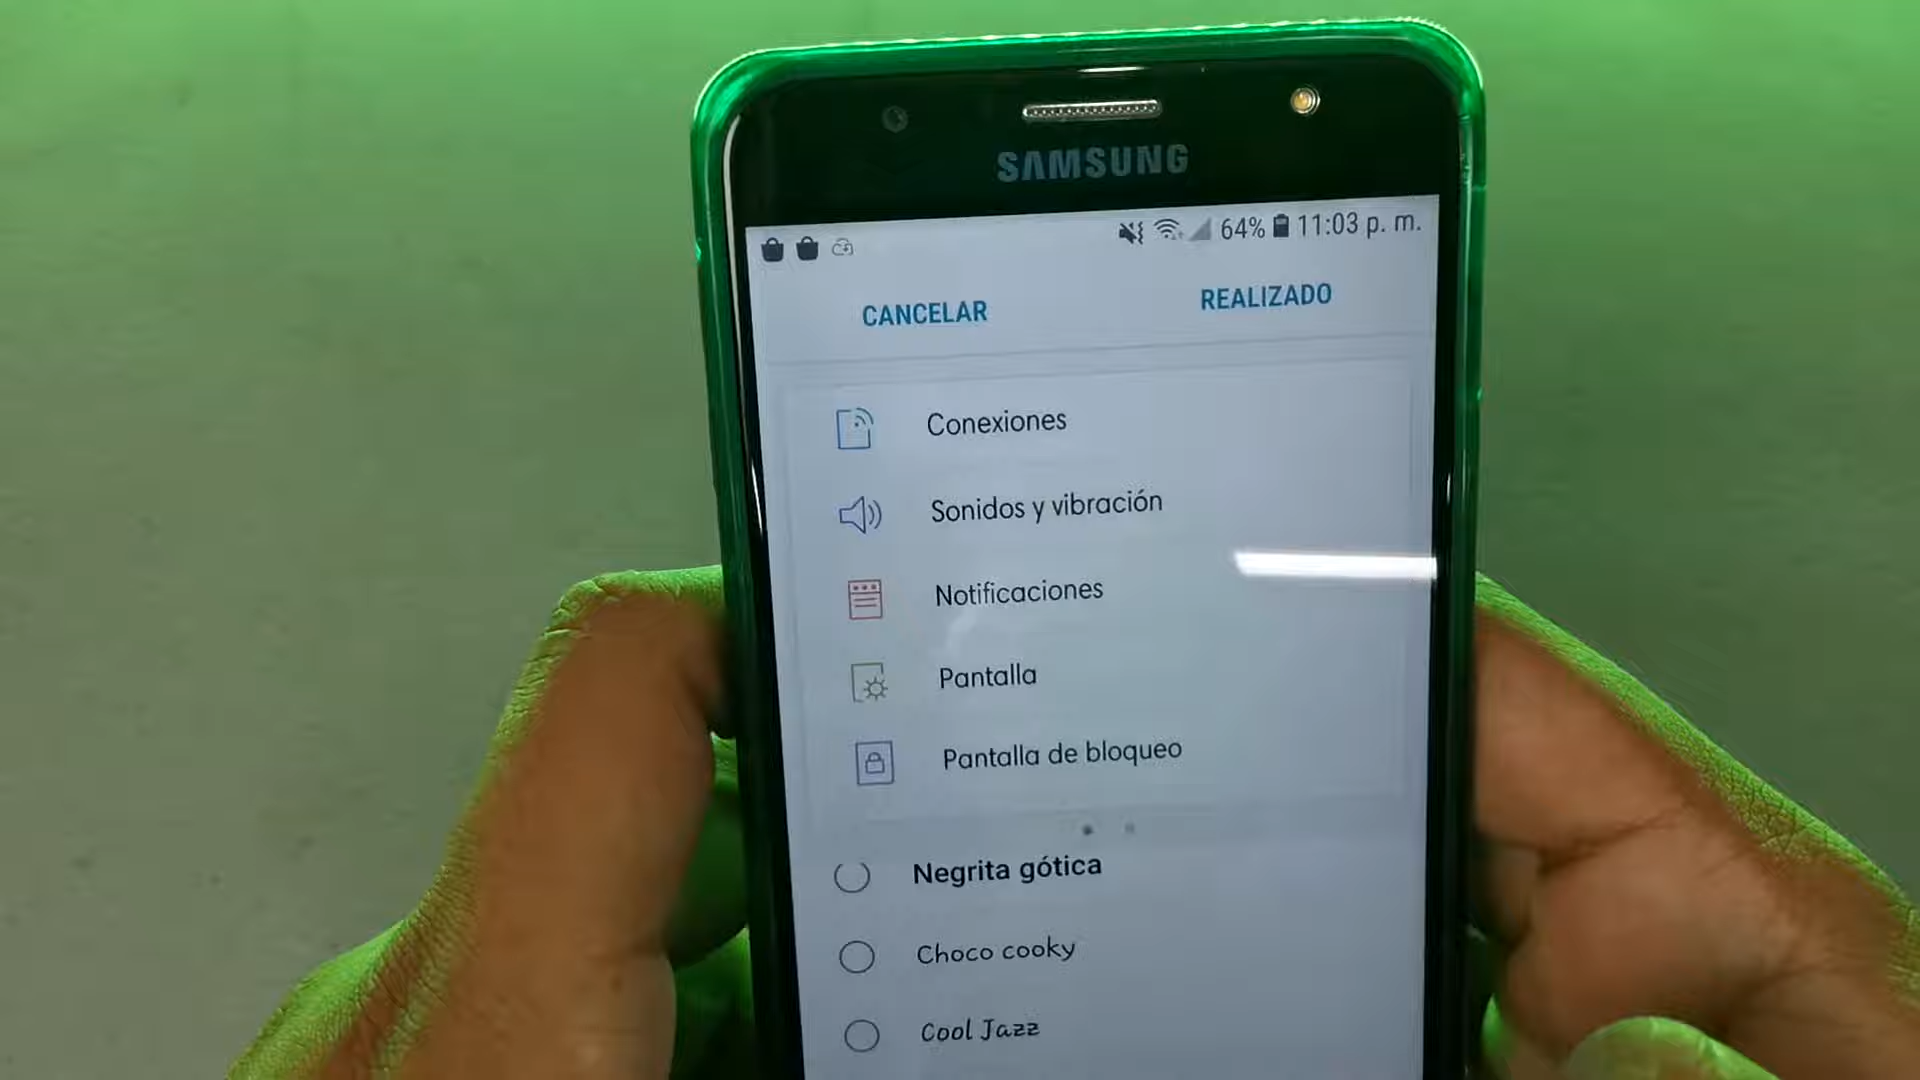 SAMSUNG
64% 11:03 p. m.
CANCELAR REALIZADO
Conexiones
Sonidos y vibración
Notificaciones
Pantalla
Pantalla de bloqueo
Negrita gótica
Choco cooky
Cool Jazz